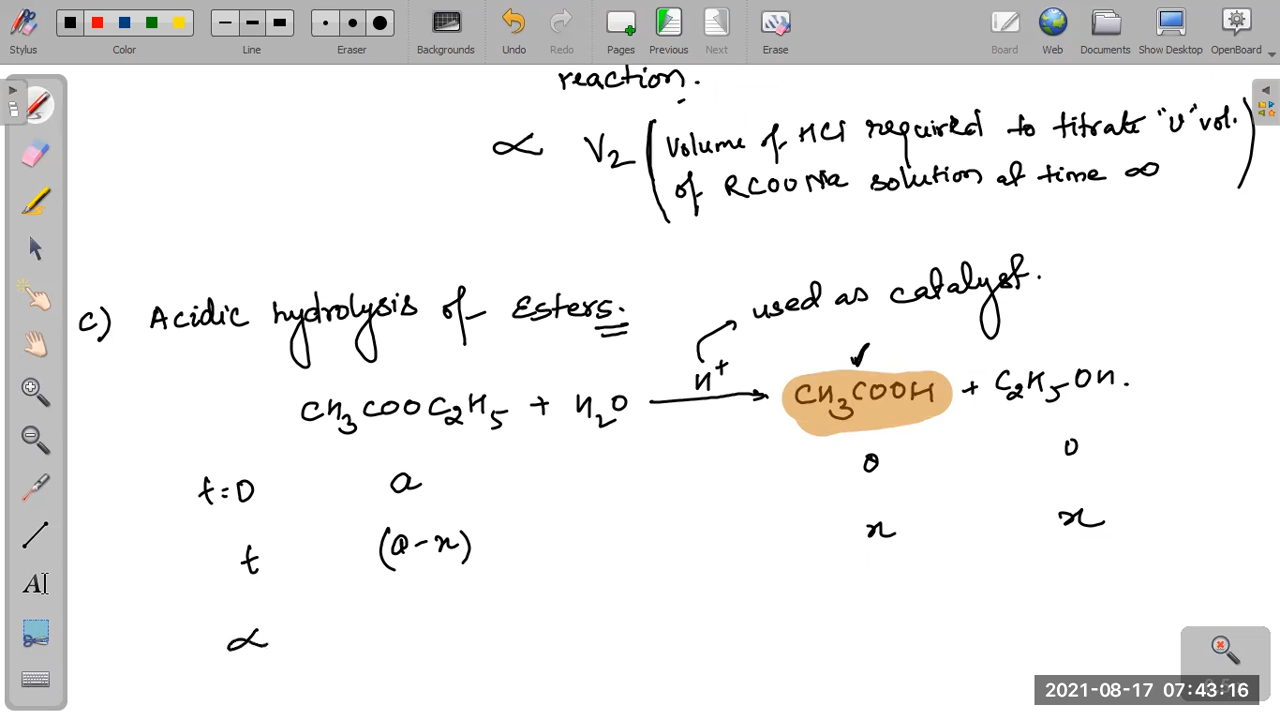 Stylus Color Line Eraser Backgrounds Undo Redo Pages Previous Next Erase Board Web Documents Show Desktop OpenBoard
reaction.
∝ V2 (Volume of HCl required to titrate "v" vol.
of RCOONa solution at time ∞)
c) Acidic hydrolysis of Esters.
used as catalyst.
CH3COOC2H5 + H2O H+ → CH3COOH + C2H5OH.
t=0 a 0 0
t (a-x) x x
∝
2021-08-17 07:43:16